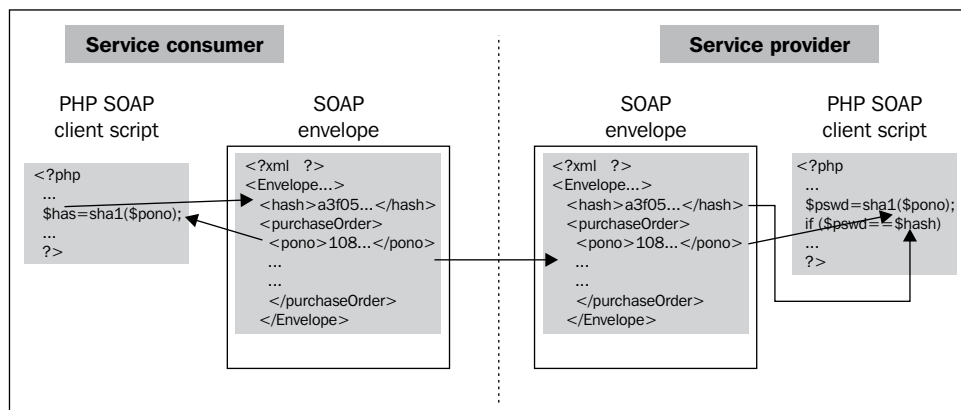 Service consumer
Service provider
PHP SOAP
client script
SOAP
envelope
SOAP
envelope
PHP SOAP
client script
<?php
...
$has=sha1($pono);
...
?>
<?xml ?>
<Envelope...>
<hash>a3f05...</hash>
<purchaseOrder>
<pono>108...</pono>
...
...
</purchaseOrder>
</Envelope>
<?xml ?>
<Envelope...>
<hash>a3f05...</hash>
<purchaseOrder>
<pono>108...</pono>
...
...
</purchaseOrder>
</Envelope>
<?php
...
$pswd=sha1($pono);
if ($pswd==$hash)
...
?>